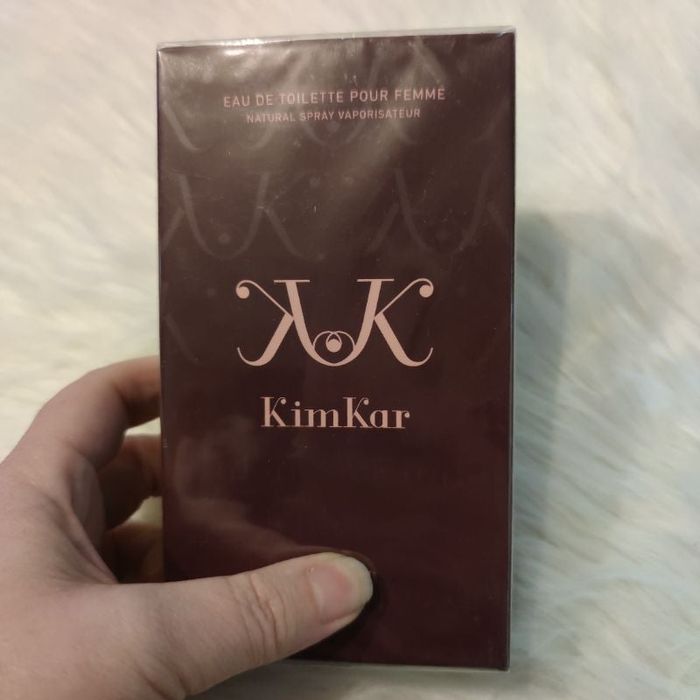 EAU DE TOILETTE POUR FEMME
NATURAL SPRAY VAPORISATEUR
KK
KimKar